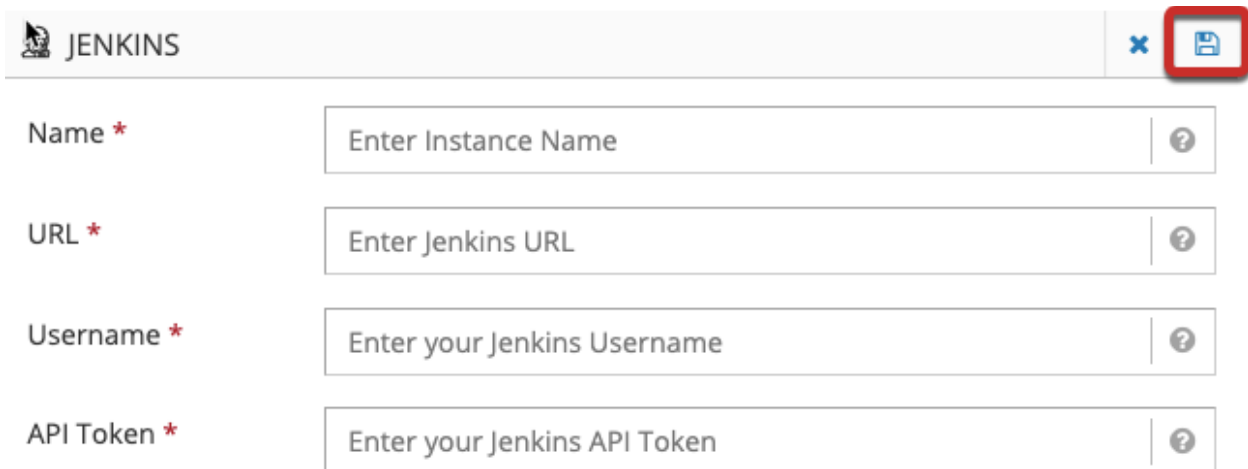 JENKINS
Name *
Enter Instance Name
URL *
Enter Jenkins URL
Username *
Enter your Jenkins Username
API Token *
Enter your Jenkins API Token